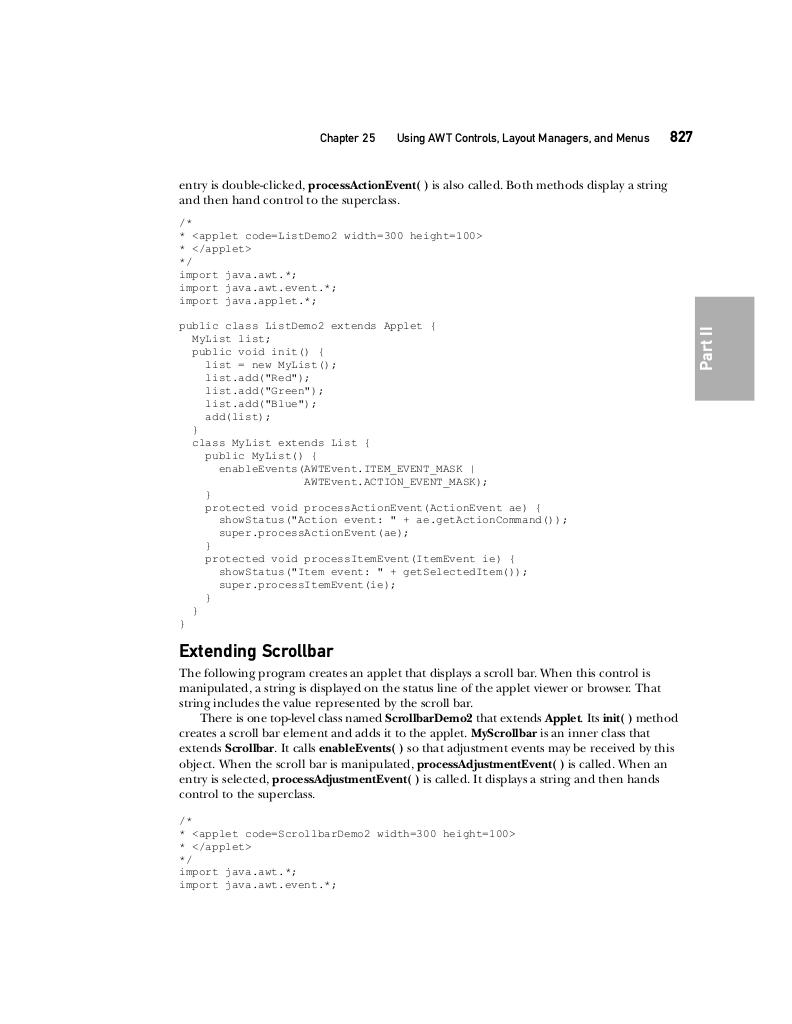 Chapter 25 Using AWT Controls, Layout Managers, and Menus 827
entry is double-clicked, processActionEvent( ) is also called. Both methods display a string
and then hand control to the superclass.
/*
* <applet code=ListDemo2 width=300 height=100>
* </applet>
*/
import java.awt.*;
import java.awt.event.*;
import java.applet.*;
public class ListDemo2 extends Applet {
  MyList list;
  public void init() {
    list = new MyList();
    list.add("Red");
    list.add("Green");
    list.add("Blue");
    add(list);
  }
  class MyList extends List {
    public MyList() {
      enableEvents(AWTEvent.ITEM_EVENT_MASK |
                   AWTEvent.ACTION_EVENT_MASK);
    }
    protected void processActionEvent(ActionEvent ae) {
      showStatus("Action event: " + ae.getActionCommand());
      super.processActionEvent(ae);
    }
    protected void processItemEvent(ItemEvent ie) {
      showStatus("Item event: " + getSelectedItem());
      super.processItemEvent(ie);
    }
  }
}
Part II
Extending Scrollbar
The following program creates an applet that displays a scroll bar. When this control is
manipulated, a string is displayed on the status line of the applet viewer or browser. That
string includes the value represented by the scroll bar.
There is one top-level class named ScrollbarDemo2 that extends Applet. Its init( ) method
creates a scroll bar element and adds it to the applet. MyScrollbar is an inner class that
extends Scrollbar. It calls enableEvents( ) so that adjustment events may be received by this
object. When the scroll bar is manipulated, processAdjustmentEvent( ) is called. When an
entry is selected, processAdjustmentEvent( ) is called. It displays a string and then hands
control to the superclass.
/*
* <applet code=ScrollbarDemo2 width=300 height=100>
* </applet>
*/
import java.awt.*;
import java.awt.event.*;